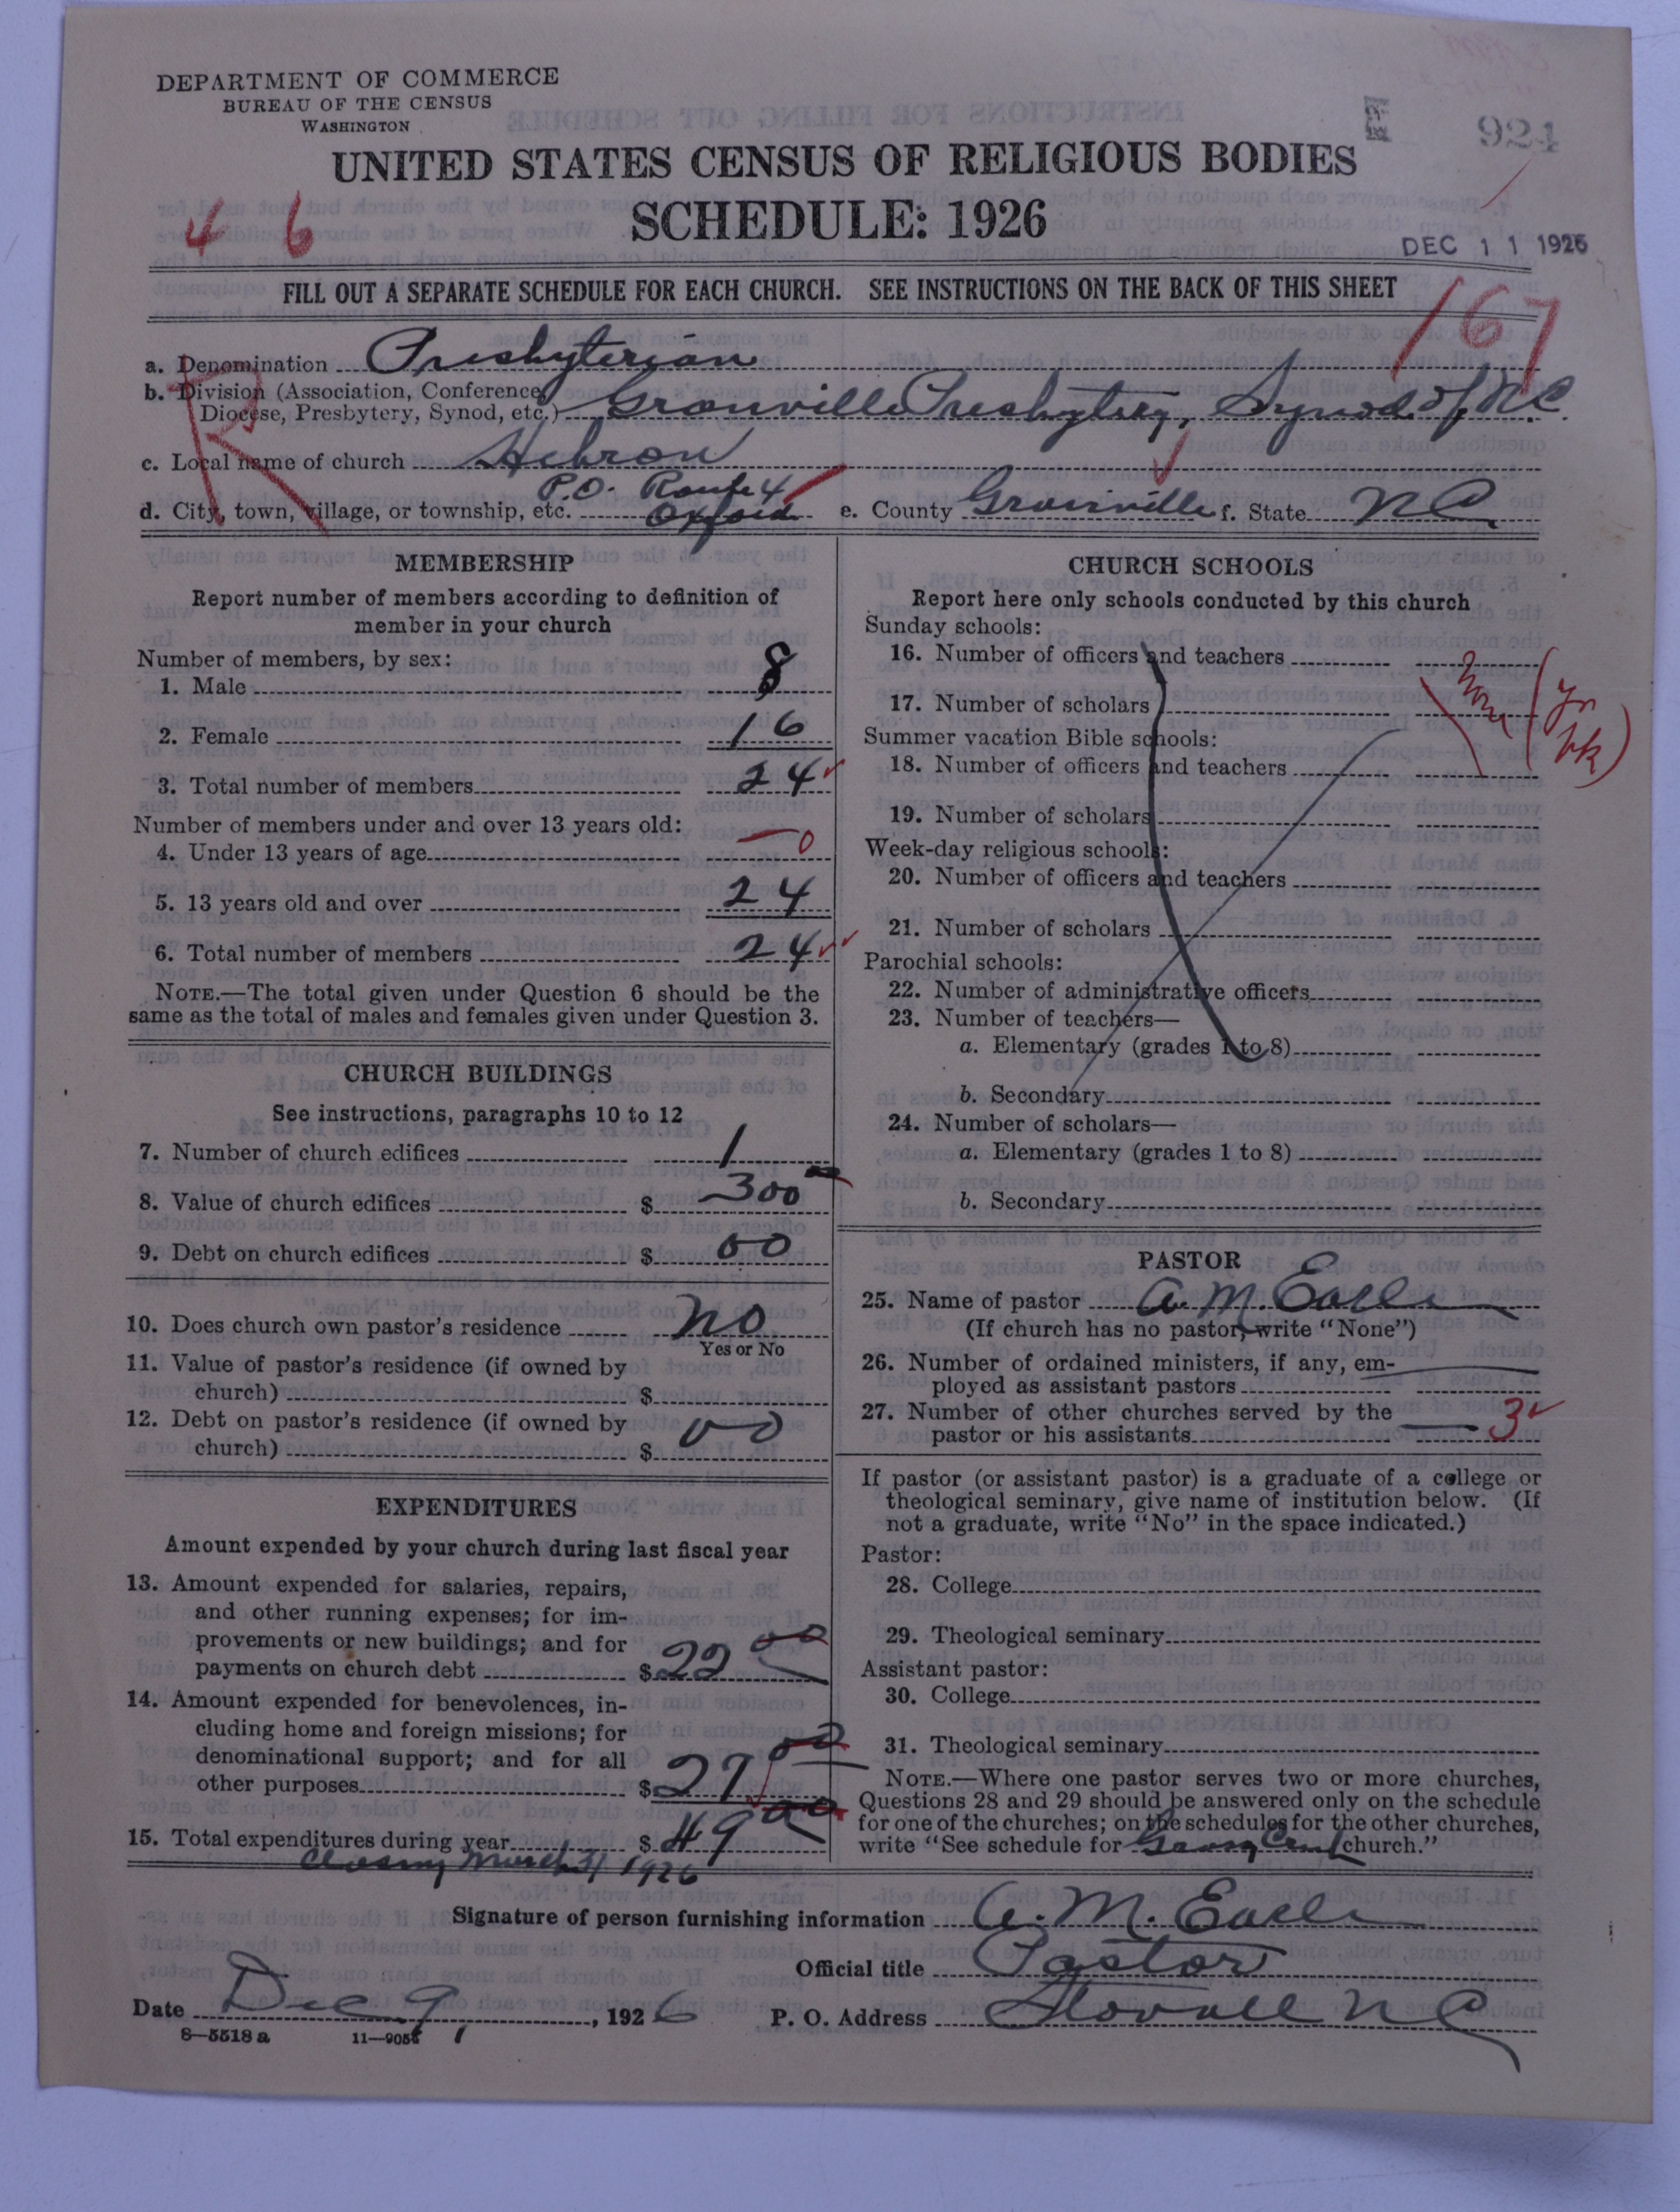 DEPARTMENT OF COMMERCE
BUREAU OF THE CENSUS
WASHINGTON
924
UNITED STATES CENSUS OF RELIGIOUS BODIES
SCHEDULE: 1926
4 6
DEC 11 1926
FILL OUT A SEPARATE SCHEDULE FOR EACH CHURCH. SEE INSTRUCTIONS ON THE BACK OF THIS SHEET
167
a. Denomination Presbyterian
b. Division (Association, Conference,
Diocese, Presbytery, Synod, etc.) Granville Presbytery, Synod of N.C.
c. Local name of church Hebron
P.O. Route 4
d. City, town, village, or township, etc. Oxford e. County Granville f. State NC
MEMBERSHIP
Report number of members according to definition of
member in your church
Number of members, by sex:
1. Male 8
2. Female 16
3. Total number of members 24
Number of members under and over 13 years old:
4. Under 13 years of age — 0
5. 13 years old and over 24
6. Total number of members 24
NOTE.—The total given under Question 6 should be the
same as the total of males and females given under Question 3.
CHURCH BUILDINGS
See instructions, paragraphs 10 to 12
7. Number of church edifices 1
8. Value of church edifices $ 300 00
9. Debt on church edifices $ 00
10. Does church own pastor's residence no
Yes or No
11. Value of pastor's residence (if owned by
church) $
12. Debt on pastor's residence (if owned by
church) $ 00
EXPENDITURES
Amount expended by your church during last fiscal year
13. Amount expended for salaries, repairs,
and other running expenses; for im-
provements or new buildings; and for
payments on church debt $ 22 00
14. Amount expended for benevolences, in-
cluding home and foreign missions; for
denominational support; and for all
other purposes $ 27 00
15. Total expenditures during year $ 49 00
closing March 31 1926
CHURCH SCHOOLS
Report here only schools conducted by this church
Sunday schools:
16. Number of officers and teachers
none (yr bk)
17. Number of scholars
Summer vacation Bible schools:
18. Number of officers and teachers
19. Number of scholars
Week-day religious schools:
20. Number of officers and teachers
21. Number of scholars
Parochial schools:
22. Number of administrative officers
23. Number of teachers—
a. Elementary (grades 1 to 8)
b. Secondary
24. Number of scholars—
a. Elementary (grades 1 to 8)
b. Secondary
PASTOR
25. Name of pastor A. M. Earle
(If church has no pastor, write "None")
26. Number of ordained ministers, if any, em-
ployed as assistant pastors
27. Number of other churches served by the
pastor or his assistants 3
If pastor (or assistant pastor) is a graduate of a college or
theological seminary, give name of institution below. (If
not a graduate, write "No" in the space indicated.)
Pastor:
28. College
29. Theological seminary
Assistant pastor:
30. College
31. Theological seminary
NOTE.—Where one pastor serves two or more churches,
Questions 28 and 29 should be answered only on the schedule
for one of the churches; on the schedules for the other churches,
write "See schedule for church."
Signature of person furnishing information A. M. Earle
Official title Pastor
Date Dec 9, 1926 P. O. Address Stovall NC
8—5518 a 11—9055